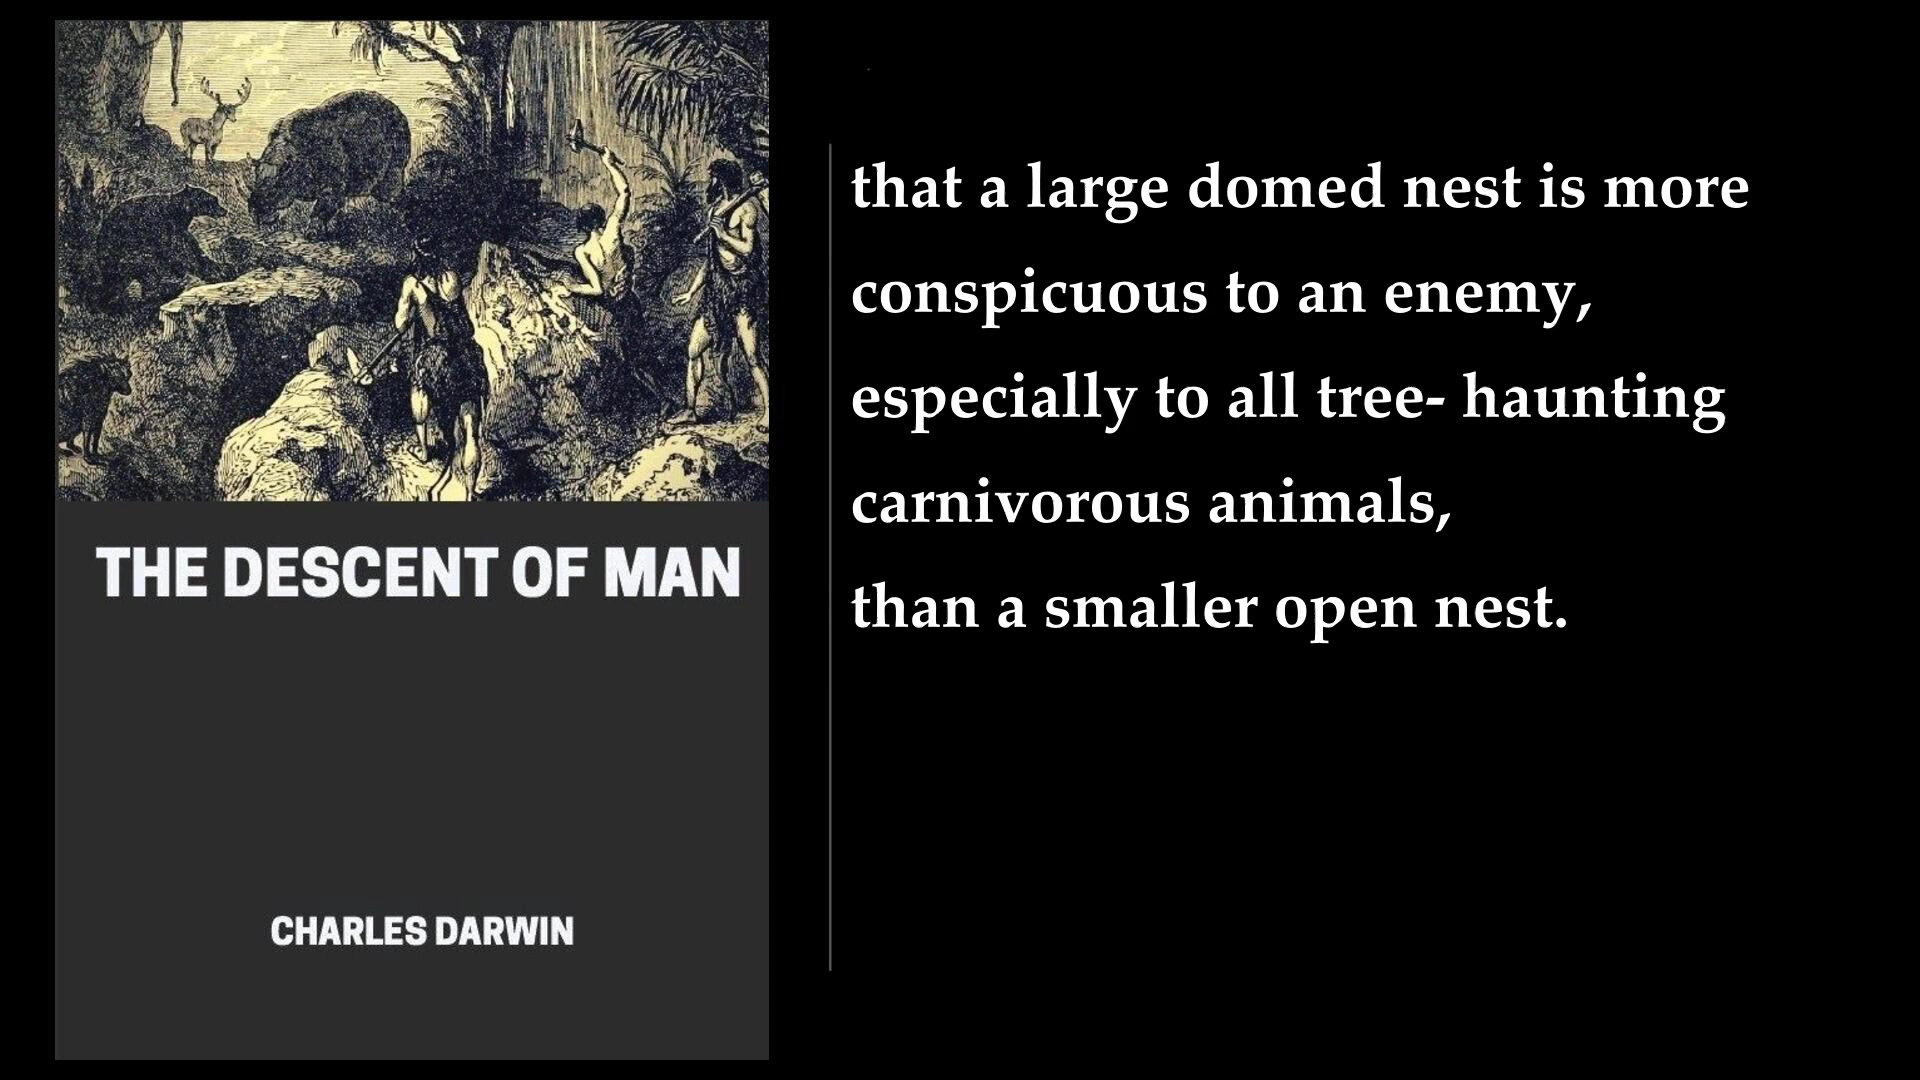 THE DESCENT OF MAN
CHARLES DARWIN
that a large domed nest is more
conspicuous to an enemy,
especially to all tree- haunting
carnivorous animals,
than a smaller open nest.